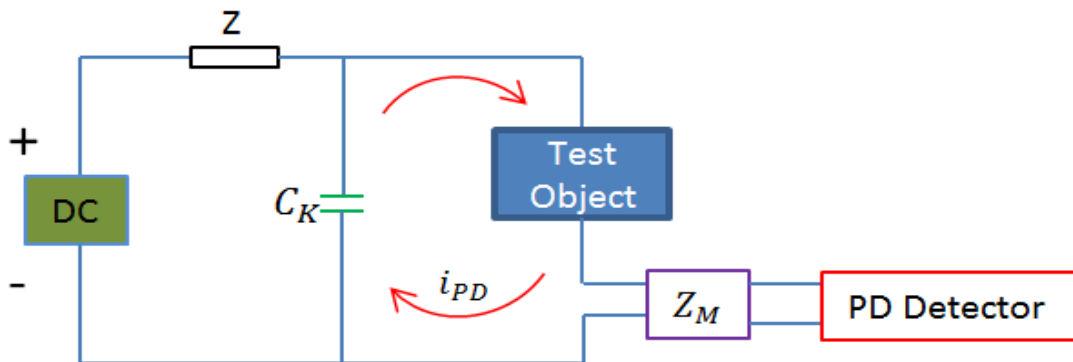 Z
+
DC
-
C_K
Test
Object
i_PD
Z_M
PD Detector